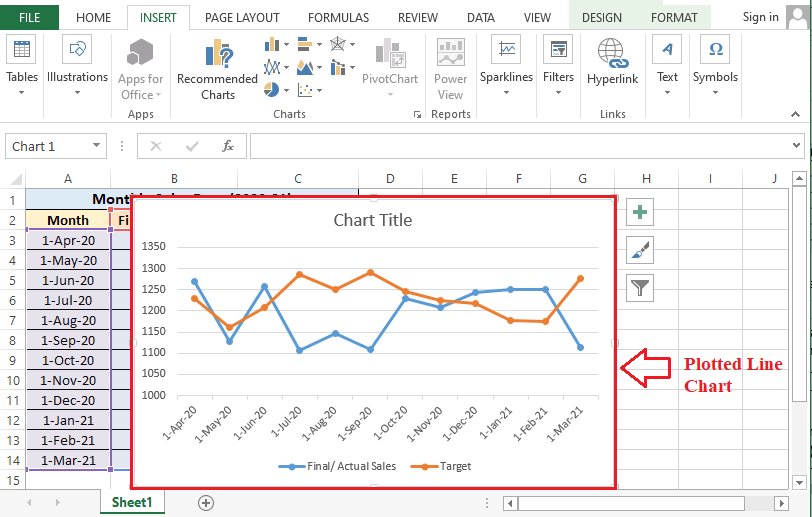 FILE HOME INSERT PAGE LAYOUT FORMULAS REVIEW DATA VIEW DESIGN FORMAT Sign in
Tables Illustrations Apps for Office Recommended Charts PivotChart Power View Sparklines Filters Hyperlink Text Symbols
Apps Charts Reports Links
Chart 1 fx
A B C D E F G H I J
1
2 Month Fi
3 1-Apr-20
4 1-May-20
5 1-Jun-20
6 1-Jul-20
7 1-Aug-20
8 1-Sep-20
9 1-Oct-20
10 1-Nov-20
11 1-Dec-20
12 1-Jan-21
13 1-Feb-21
14 1-Mar-21
15
Chart Title
1350
1300
1250
1200
1150
1100
1050
1000
1-Apr-20 1-May-20 1-Jun-20 1-Jul-20 1-Aug-20 1-Sep-20 1-Oct-20 1-Nov-20 1-Dec-20 1-Jan-21 1-Feb-21 1-Mar-21
Final/ Actual Sales Target
Plotted Line
Chart
Sheet1